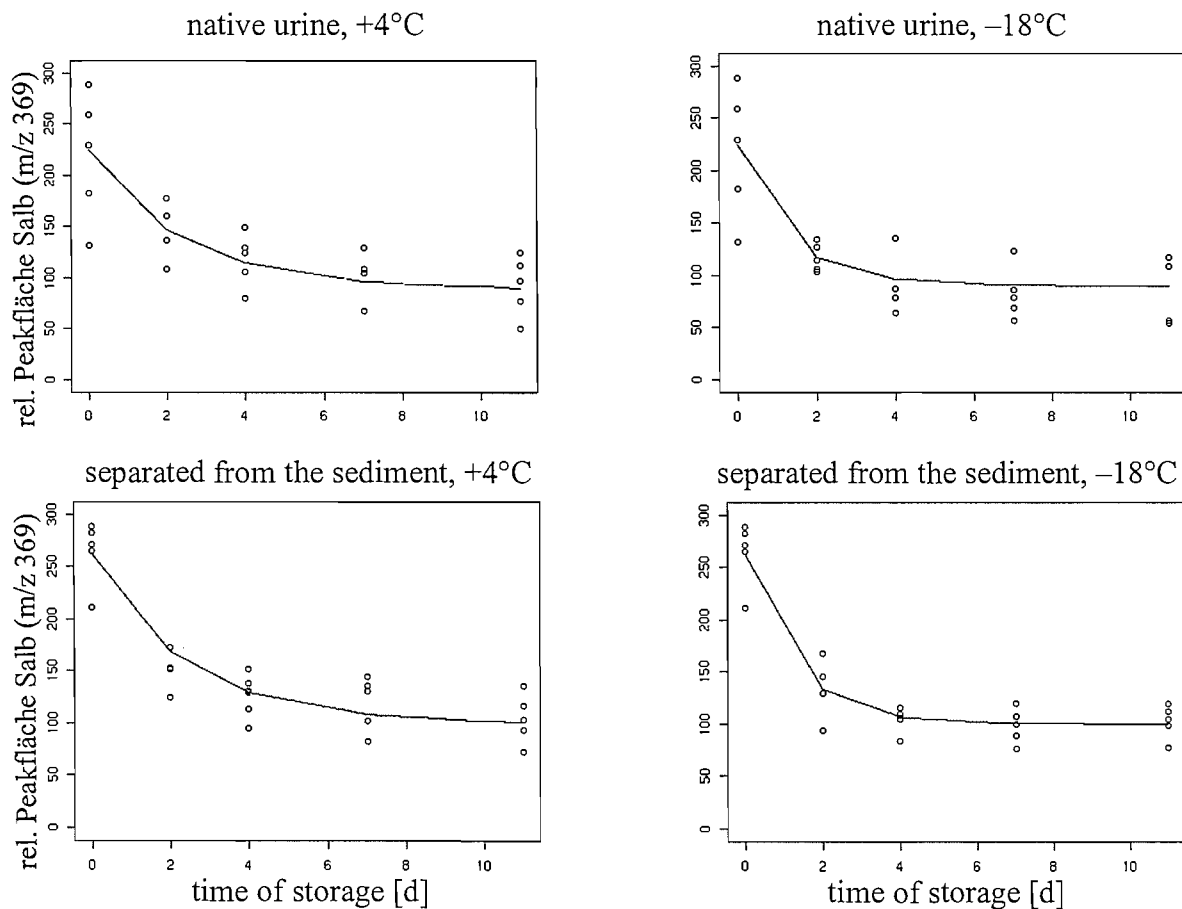 native urine, +4°C
native urine, –18°C
rel. Peakfläche Salb (m/z 369)
300
250
200
150
100
50
0
0 2 4 6 8 10
300
250
200
150
100
50
0
0 2 4 6 8 10
separated from the sediment, +4°C
separated from the sediment, –18°C
rel. Peakfläche Salb (m/z 369)
300
250
200
150
100
50
0
0 2 4 6 8 10
time of storage [d]
300
250
200
150
100
50
0
0 2 4 6 8 10
time of storage [d]